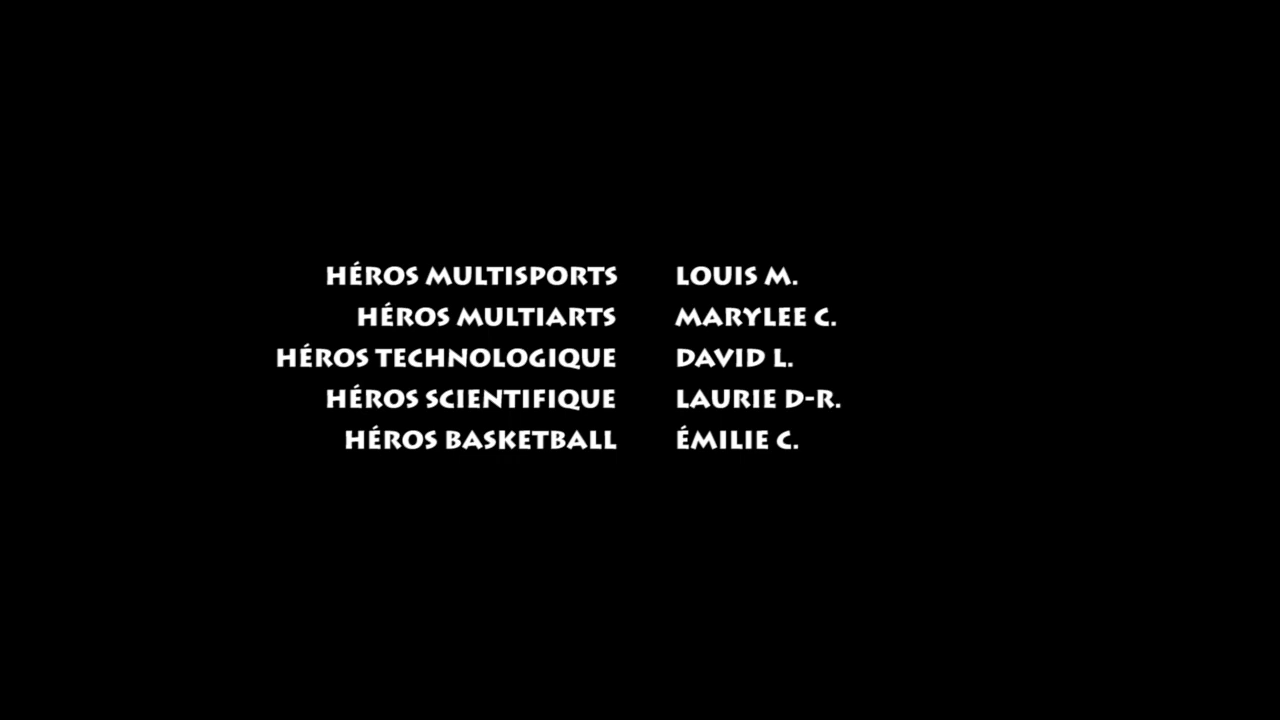 HÉROS MULTISPORTS LOUIS M.
HÉROS MULTIARTS MARYLEE C.
HÉROS TECHNOLOGIQUE DAVID L.
HÉROS SCIENTIFIQUE LAURIE D-R.
HÉROS BASKETBALL ÉMILIE C.